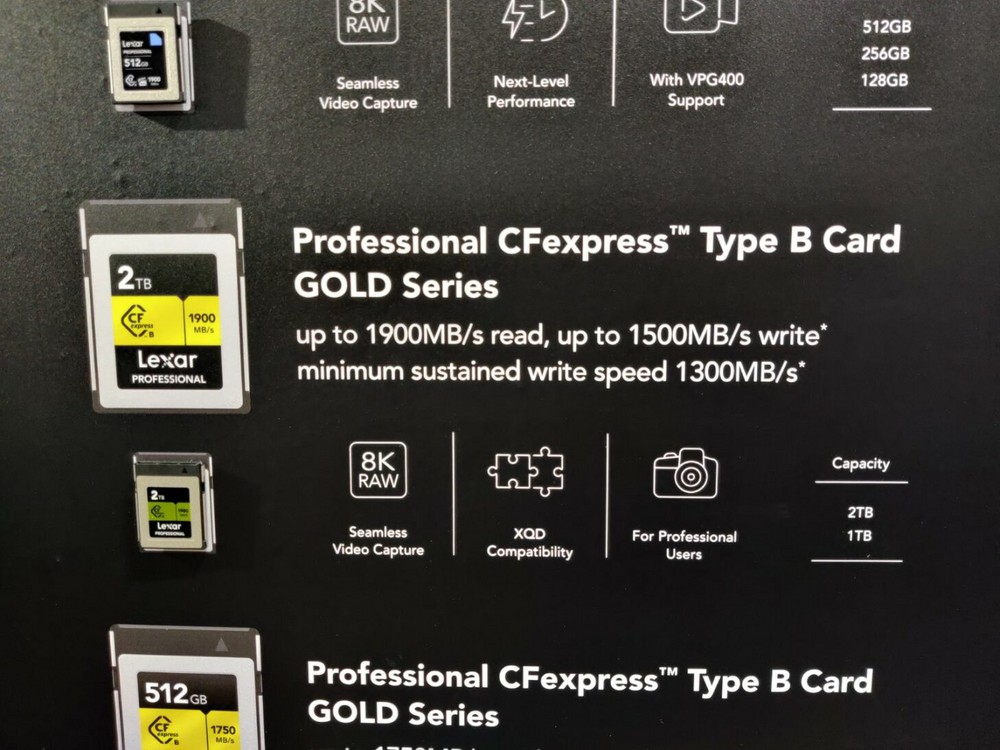 Lexar
PROFESSIONAL
512GB
1900
8K
RAW
Seamless
Video Capture
Next-Level
Performance
With VPG400
Support
512GB
256GB
128GB
2TB
CF
express
B
1900
MB/s
Lexar
PROFESSIONAL
Professional CFexpress™ Type B Card
GOLD Series
up to 1900MB/s read, up to 1500MB/s write*
minimum sustained write speed 1300MB/s*
2TB
Lexar
PROFESSIONAL
8K
RAW
Seamless
Video Capture
XQD
Compatibility
For Professional
Users
Capacity
2TB
1TB
512GB
CF
express
B
1750
MB/s
Professional CFexpress™ Type B Card
GOLD Series